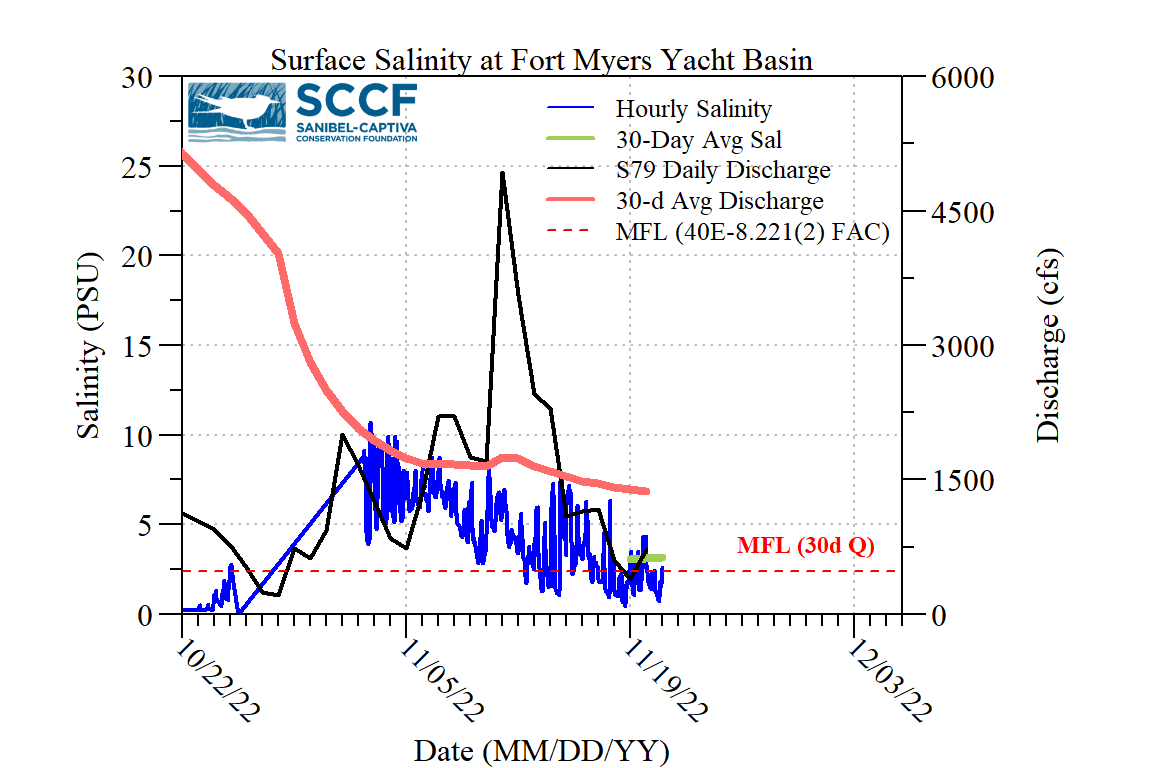 Surface Salinity at Fort Myers Yacht Basin
SCCF
SANIBEL-CAPTIVA
CONSERVATION FOUNDATION
Hourly Salinity
30-Day Avg Sal
S79 Daily Discharge
30-d Avg Discharge
MFL (40E-8.221(2) FAC)
30
25
20
15
10
5
0
Salinity (PSU)
6000
4500
3000
1500
0
Discharge (cfs)
MFL (30d Q)
10/22/22
11/05/22
11/19/22
12/03/22
Date (MM/DD/YY)